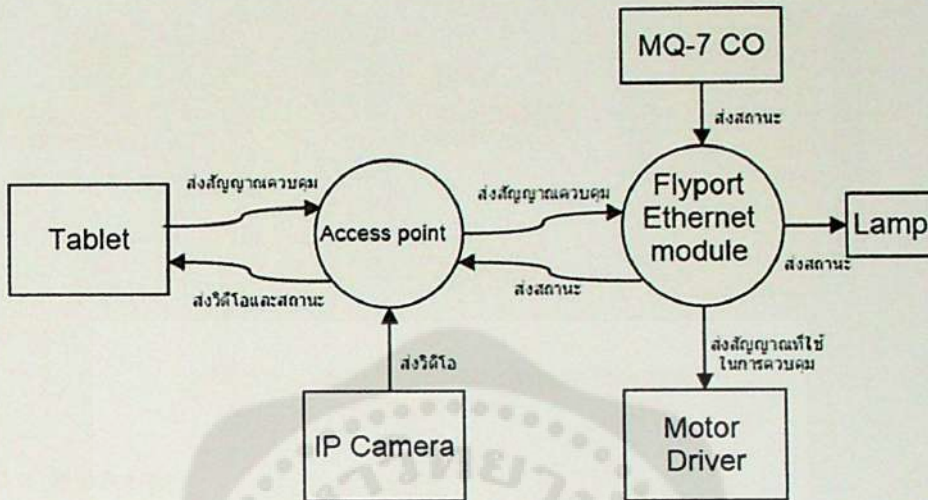 MQ-7 CO
ส่งสถานะ
ส่งสัญญาณควบคุม
ส่งสัญญาณควบคุม
Flyport
Ethernet
module
Tablet
Access point
Lamp
ส่งสถานะ
ส่งวิดีโอและสถานะ
ส่งสถานะ
ส่งสัญญาณที่ใช้
ในการควบคุม
ส่งวิดีโอ
IP Camera
Motor
Driver